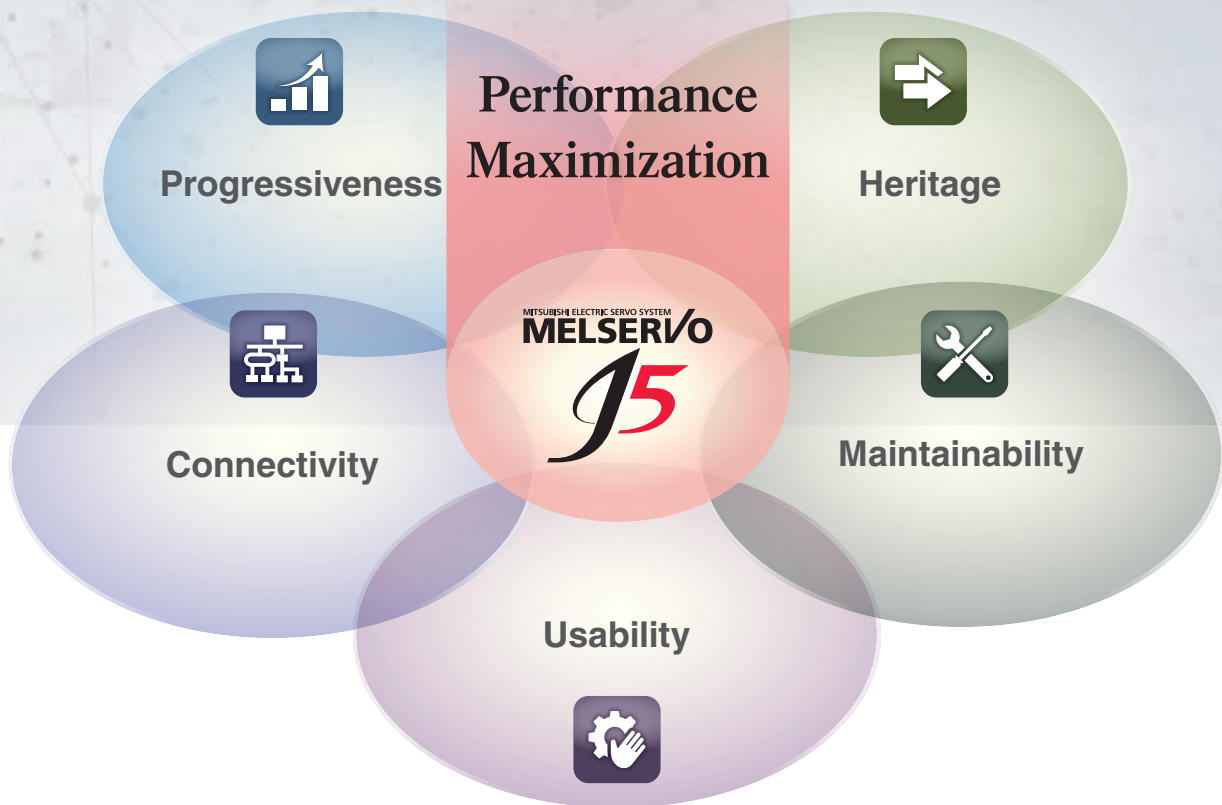 Performance
Maximization
Progressiveness
Heritage
MITSUBISHI ELECTRIC SERVO SYSTEM
MELSERVO
J5
Connectivity
Maintainability
Usability